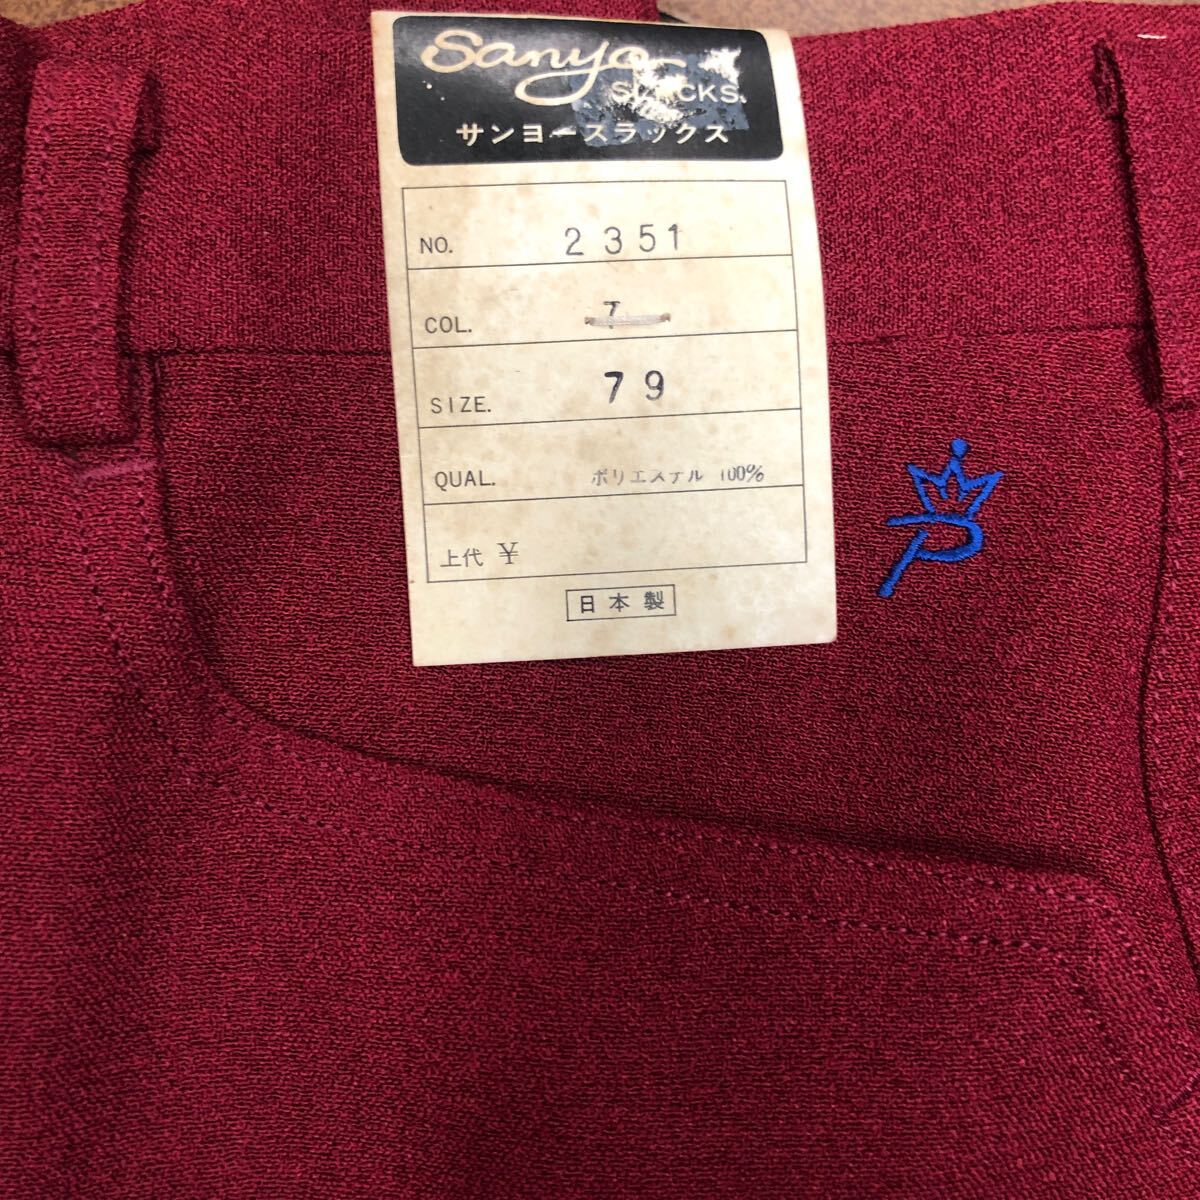 Sanyo
SLACKS.
サンヨースラックス
NO. 2351
COL. 7
SIZE. 79
QUAL. ポリエステル 100%
上代 ¥
日本製
P